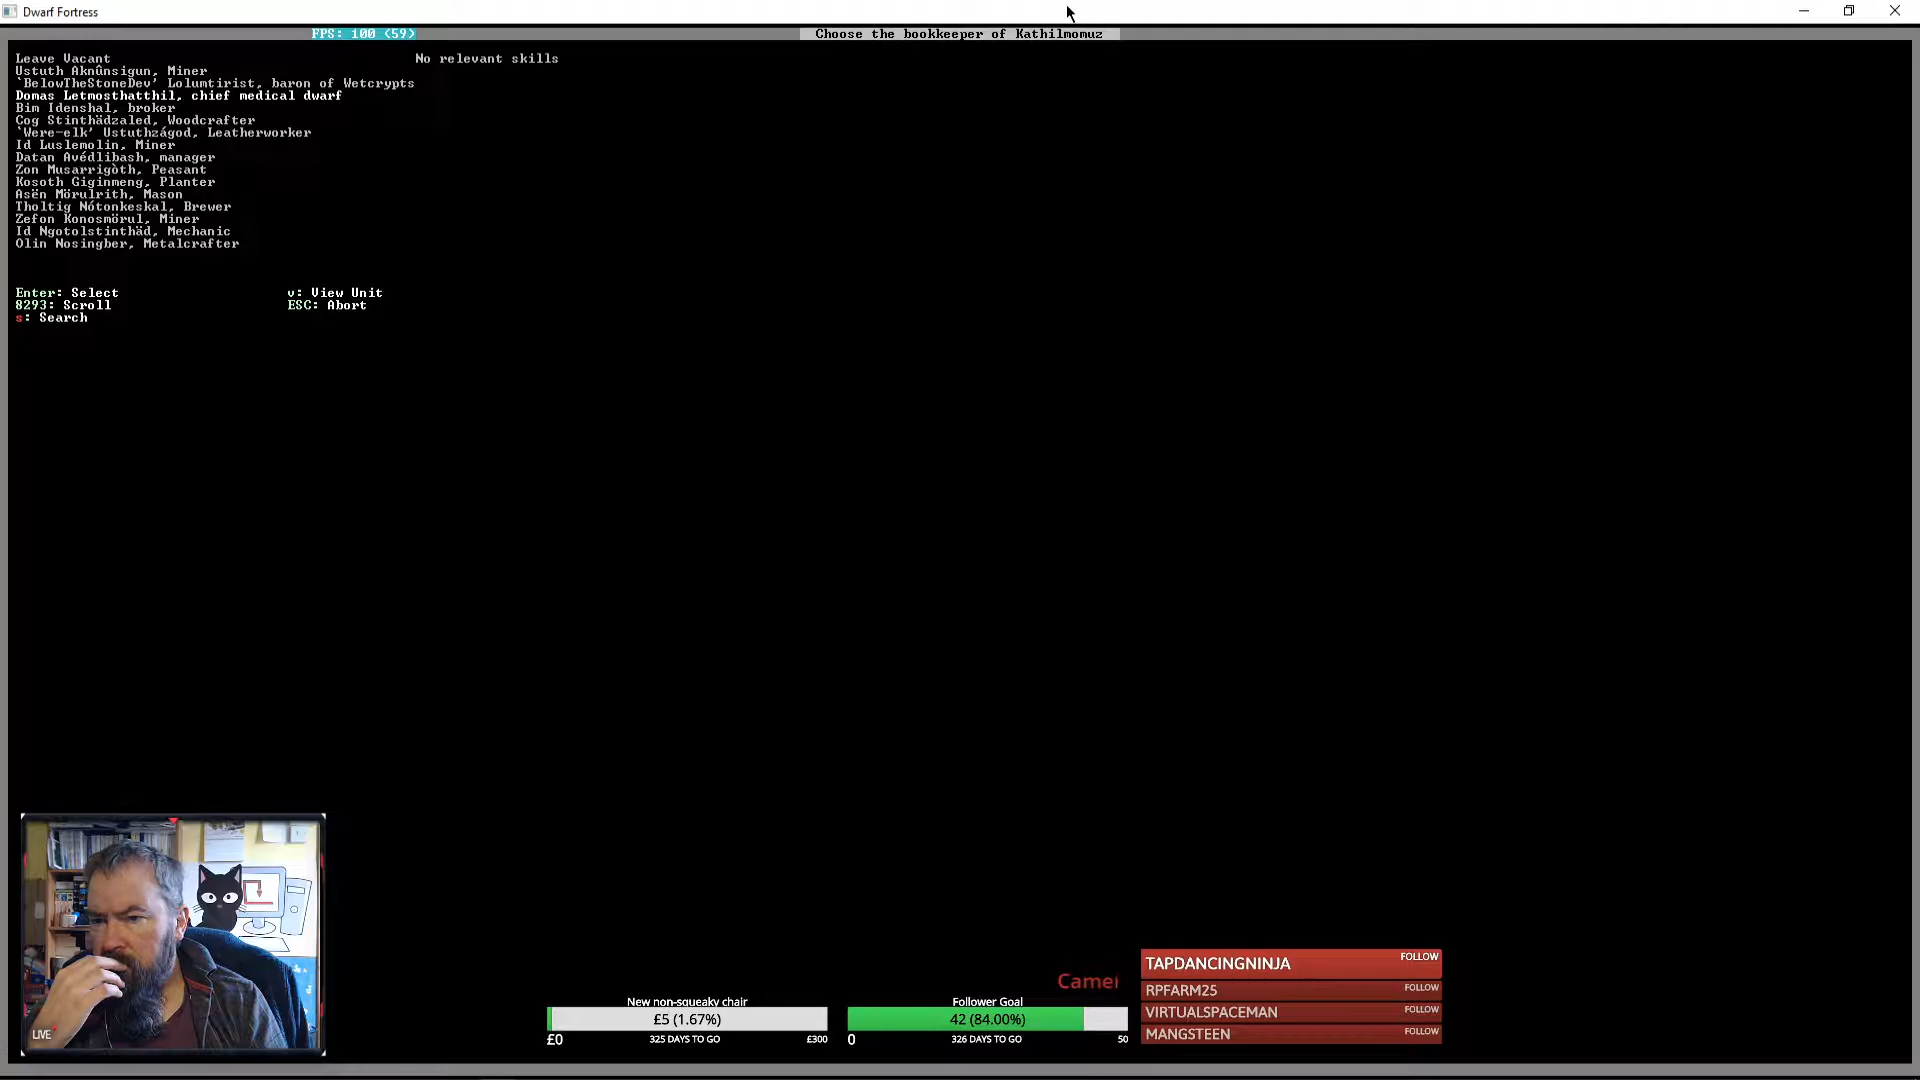 Dwarf Fortress
FPS: 100 (59)
Choose the bookkeeper of Kathilmomuz
Leave Vacant
No relevant skills
Ustuth Aknûnsigun, Miner
`BelowTheStoneDev' Lolumtirist, baron of Wetcrypts
Domas Letmosthatthil, chief medical dwarf
Bim Idenshal, broker
Cog Stinthädzaled, Woodcrafter
`Were-elk' Ustuthzágod, Leatherworker
Id Luslemolin, Miner
Datan Avédlibash, manager
Zon Musarrigòth, Peasant
Kosoth Giginmeng, Planter
Asën Mörulrith, Mason
Tholtig Nótonkeskal, Brewer
Zefon Konosmörul, Miner
Id Ngotolstinthäd, Mechanic
Olin Nosingber, Metalcrafter
Enter: Select
v: View Unit
8293: Scroll
ESC: Abort
s: Search
LIVE
New non-squeaky chair
£5 (1.67%)
£0
325 DAYS TO GO
£300
Follower Goal
42 (84.00%)
0
326 DAYS TO GO
50
Camer
TAPDANCINGNINJA FOLLOW
RPFARM25 FOLLOW
VIRTUALSPACEMAN FOLLOW
MANGSTEEN FOLLOW